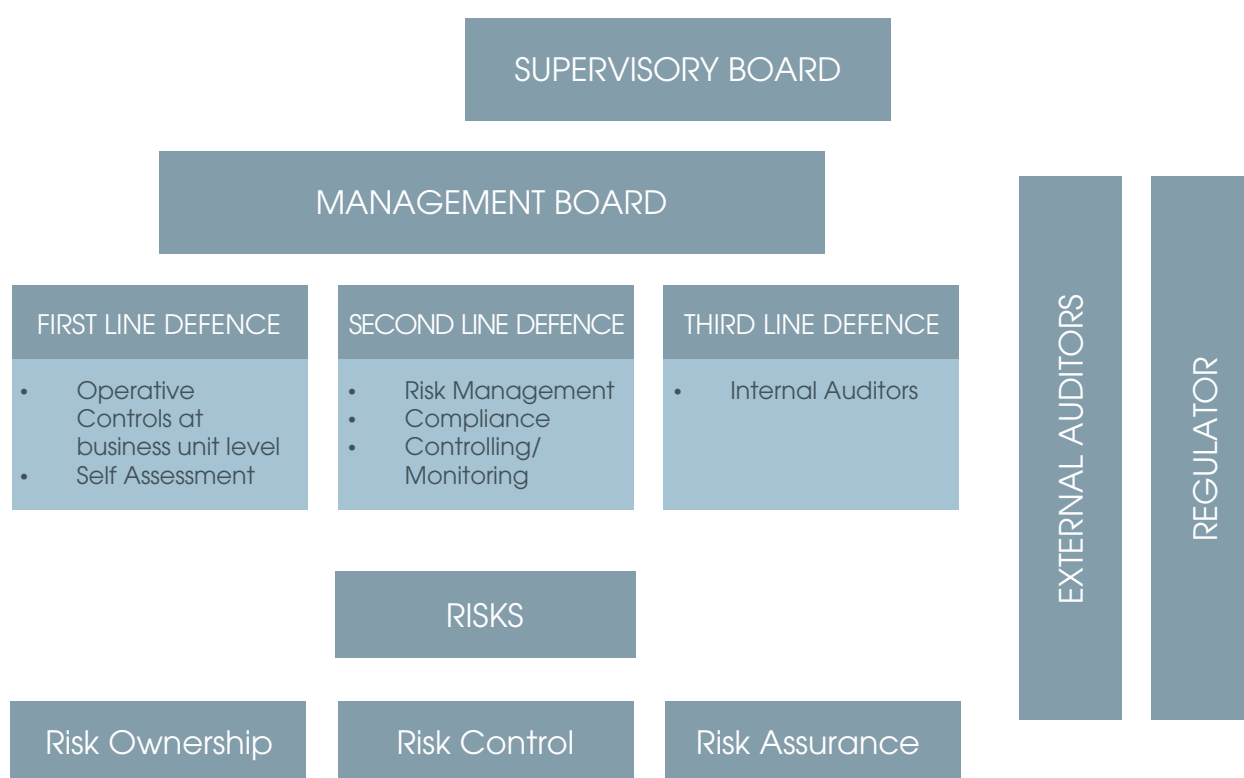 SUPERVISORY BOARD
MANAGEMENT BOARD
FIRST LINE DEFENCE
• Operative
Controls at
business unit level
• Self Assessment
SECOND LINE DEFENCE
• Risk Management
• Compliance
• Controlling/
Monitoring
THIRD LINE DEFENCE
• Internal Auditors
RISKS
Risk Ownership
Risk Control
Risk Assurance
EXTERNAL AUDITORS
REGULATOR